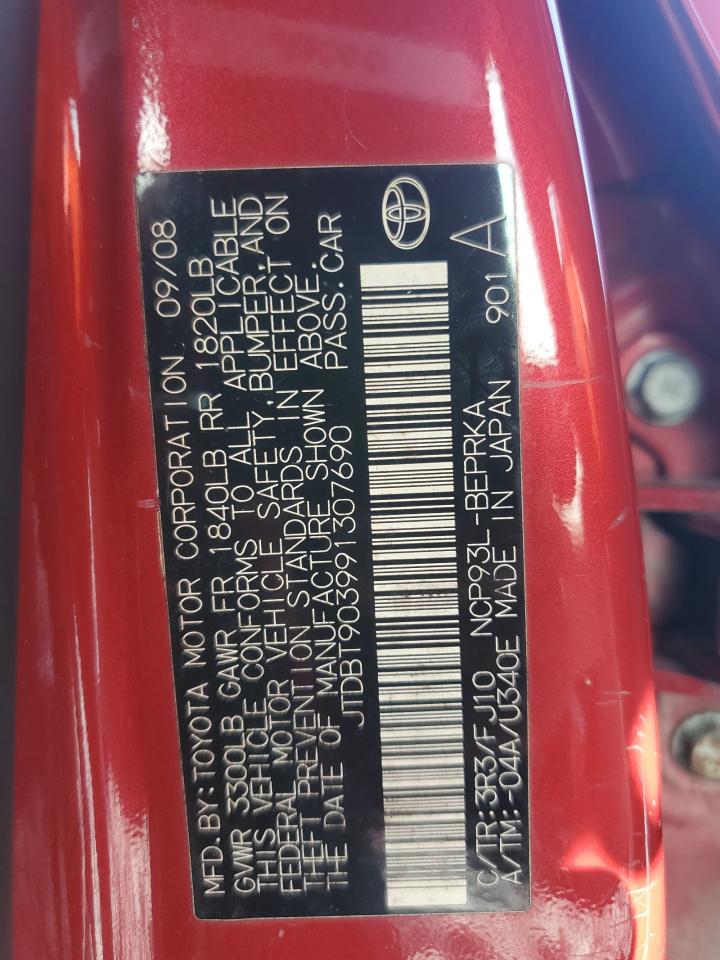 MFD. BY: TOYOTA MOTOR CORPORATION 09/08
GVWR 3300LB GAWR FR 1840LB RR 1820LB
THIS VEHICLE CONFORMS TO ALL APPLICABLE
FEDERAL MOTOR VEHICLE SAFETY, BUMPER, AND
THEFT PREVENTION STANDARDS IN EFFECT ON
THE DATE OF MANUFACTURE SHOWN ABOVE.
JTDBT903991307690 PASS. CAR
C/TR: 3R3/FJ10 NCP93L-BEPRKA 901 A
A/TM: -04A/U340E MADE IN JAPAN